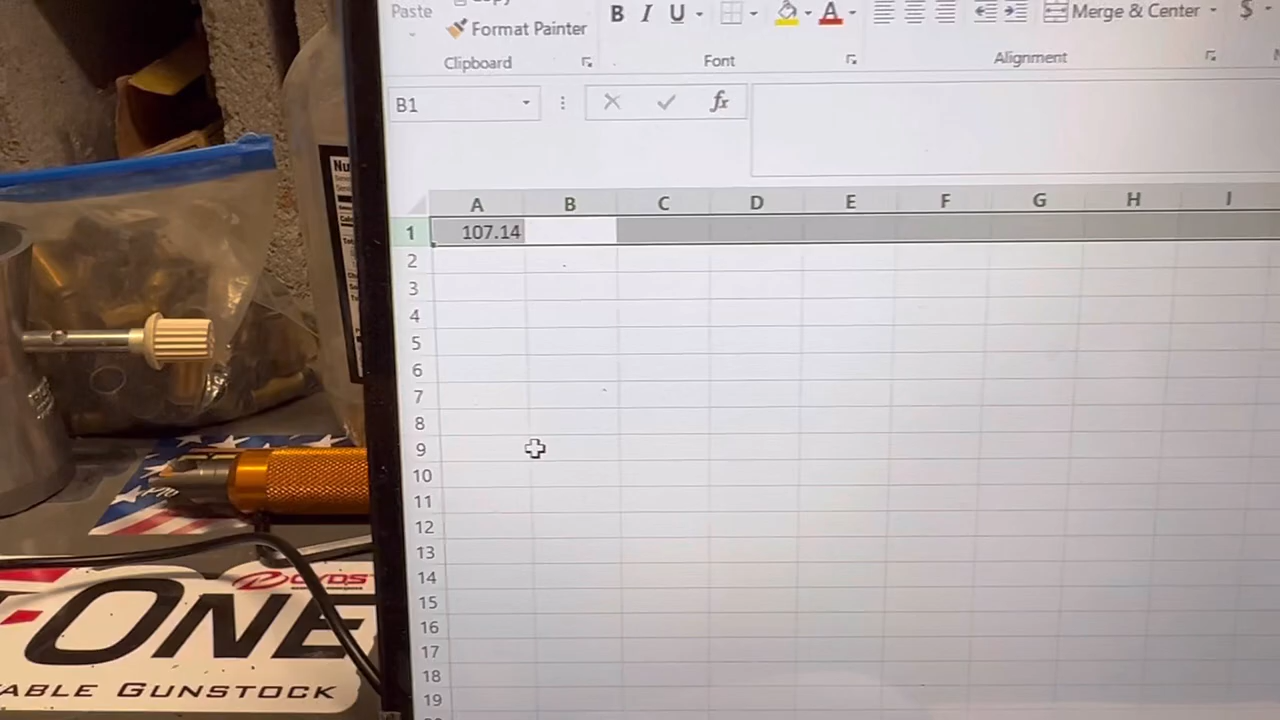 Paste
Format Painter
B I U
Merge & Center $
Clipboard Font Alignment
B1 fx
A B C D E F G H I
1 107.14
2
3
4
5
6
7
8
9
10
11
12
13
14
15
16
17
18
19
Nu
-ONE
ABLE GUNSTOCK